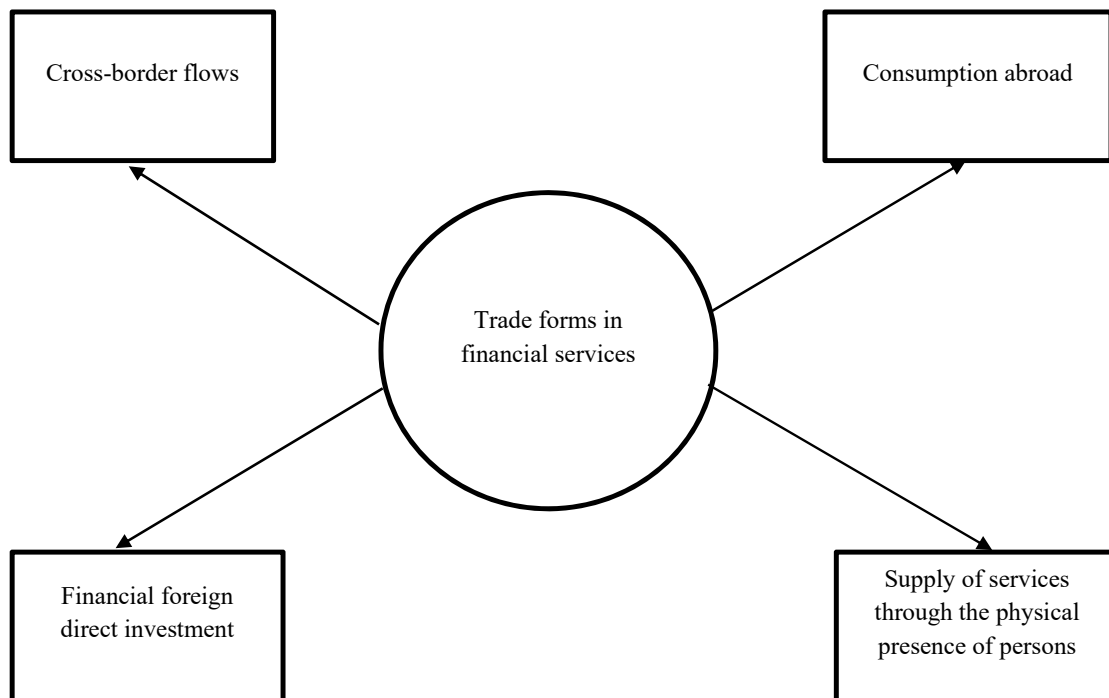 Cross-border flows
Consumption abroad
Trade forms in
financial services
Financial foreign
direct investment
Supply of services
through the physical
presence of persons